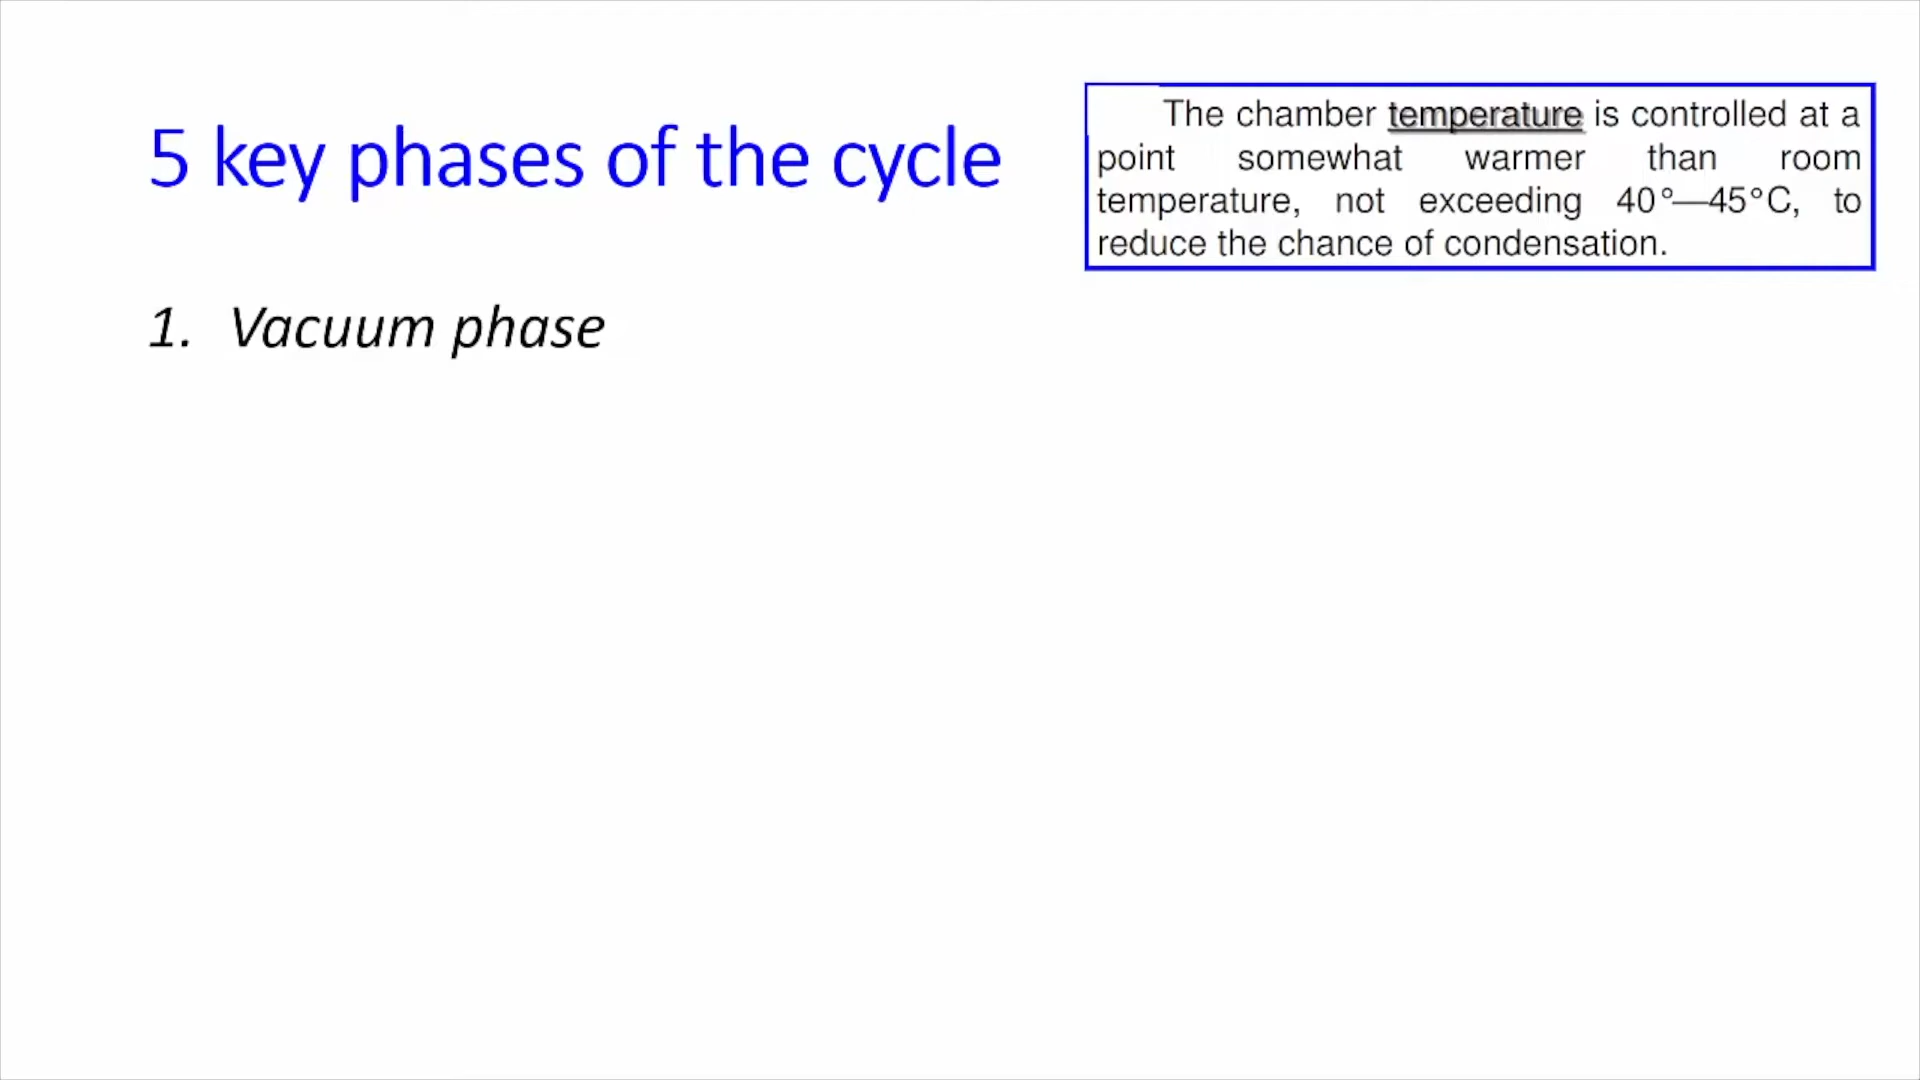 5 key phases of the cycle
The chamber temperature is controlled at a
point somewhat warmer than room
temperature, not exceeding 40°—45°C, to
reduce the chance of condensation.
1. Vacuum phase